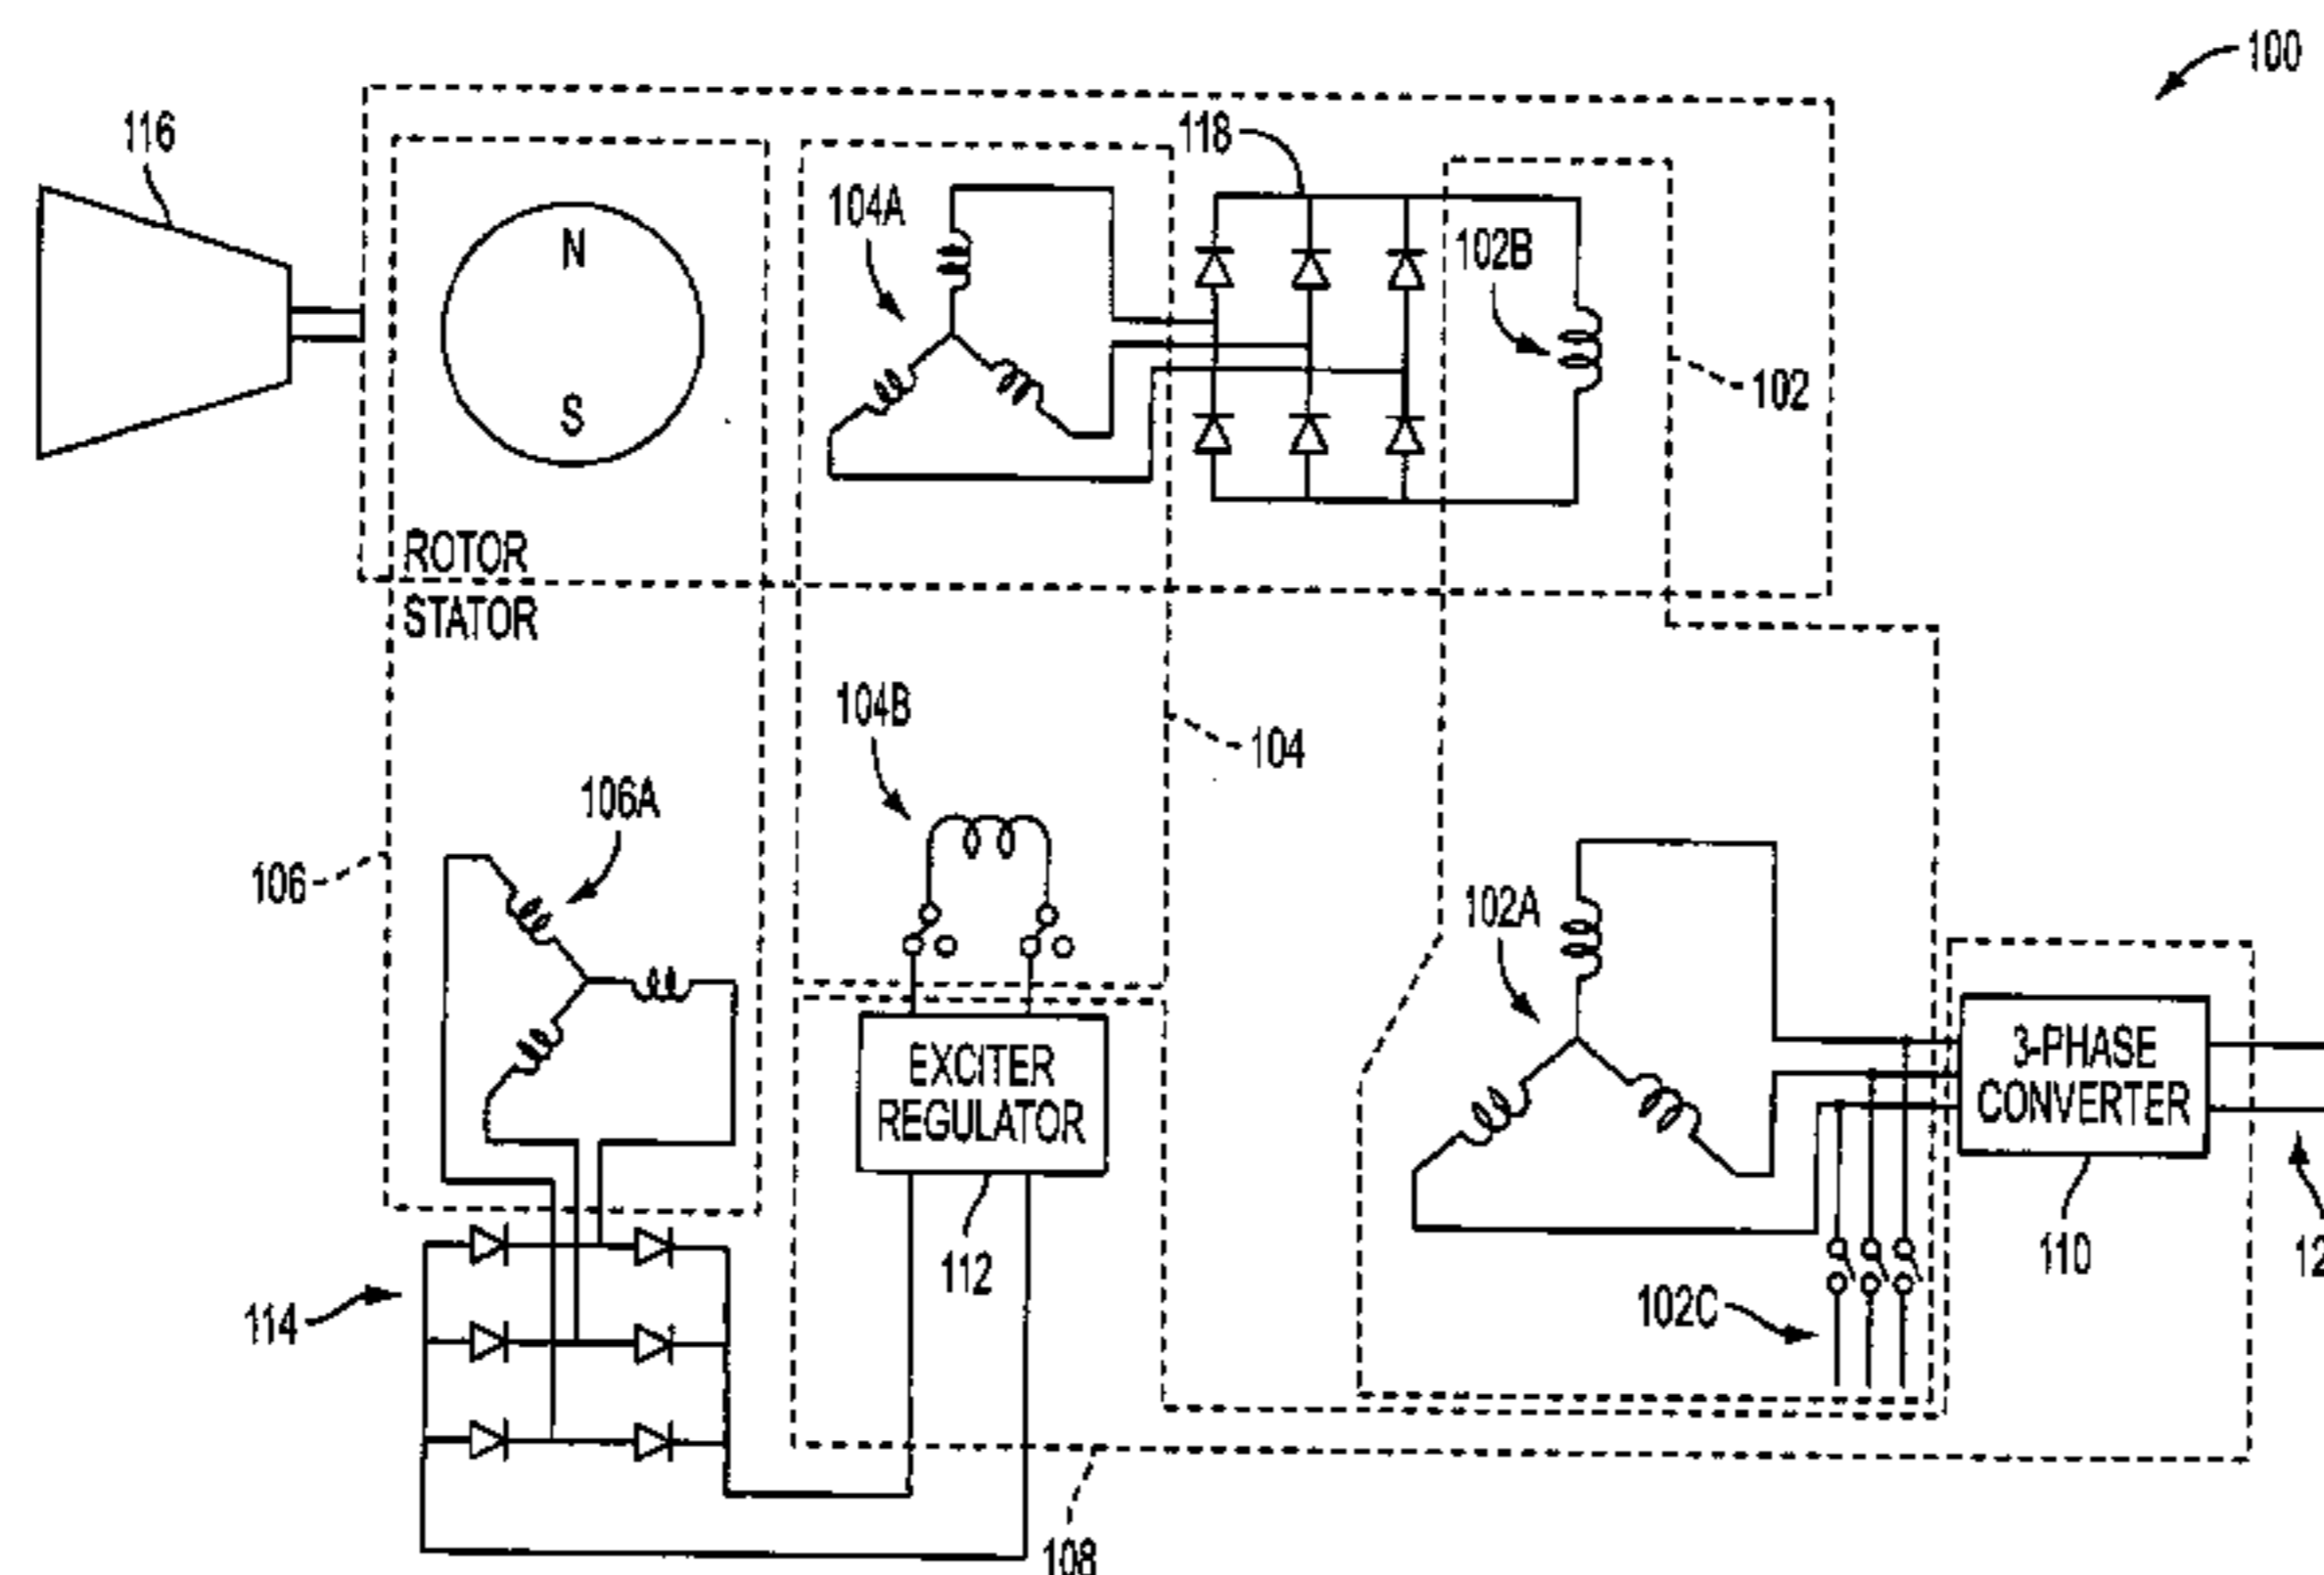 100
116
118
104A
N
102B
S
102
ROTOR
STATOR
104B
104
106A
106
102A
EXCITER
REGULATOR
3-PHASE
CONVERTER
112
110
102C
114
108